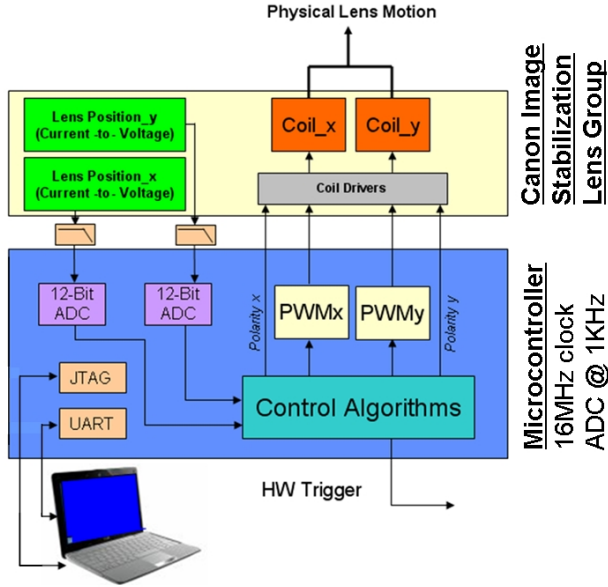 Physical Lens Motion
Lens Position_y
(Current -to- Voltage)
Lens Position_x
(Current -to- Voltage)
Coil_x
Coil_y
Coil Drivers
Canon Image
Stabilization
Lens Group
12-Bit
ADC
12-Bit
ADC
Polarity x
PWMx
PWMy
Polarity y
JTAG
UART
Control Algorithms
Microcontroller
16MHz clock
ADC @ 1KHz
HW Trigger